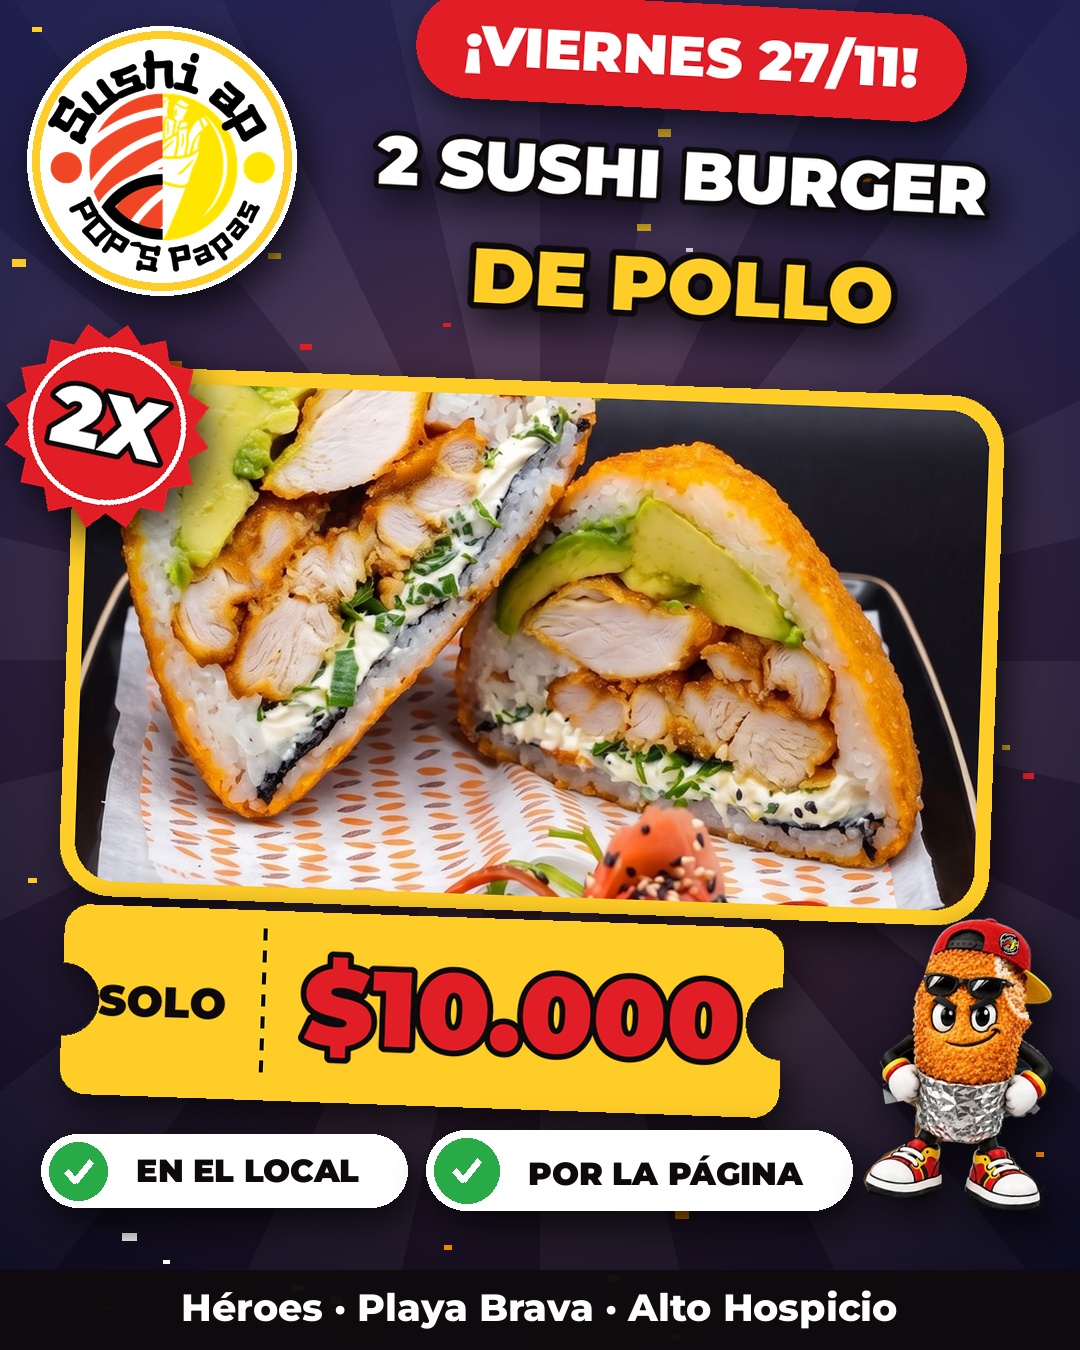 Sushi ap
POP'S Papas
¡VIERNES 27/11!
2 SUSHI BURGER
DE POLLO
2X
SOLO
$10.000
EN EL LOCAL
POR LA PÁGINA
Héroes • Playa Brava • Alto Hospicio